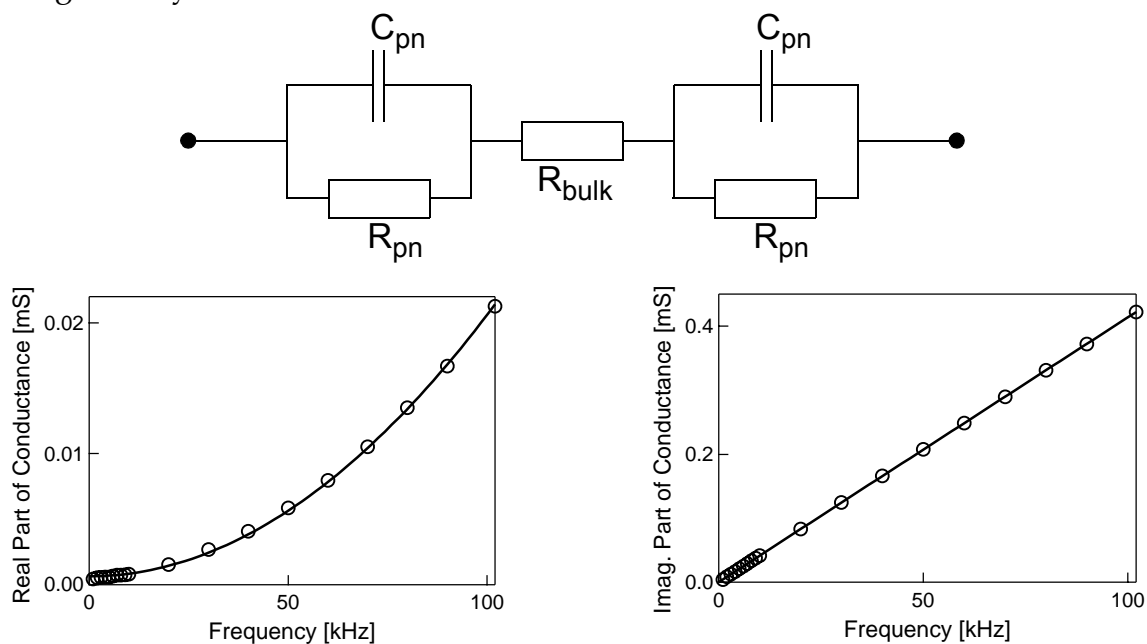 C_pn C_pn
R_bulk
R_pn R_pn
Real Part of Conductance [mS]
0.02
0.01
0.00
0 50 100
Frequency [kHz]
Imag. Part of Conductance [mS]
0.4
0.2
0.0
0 50 100
Frequency [kHz]